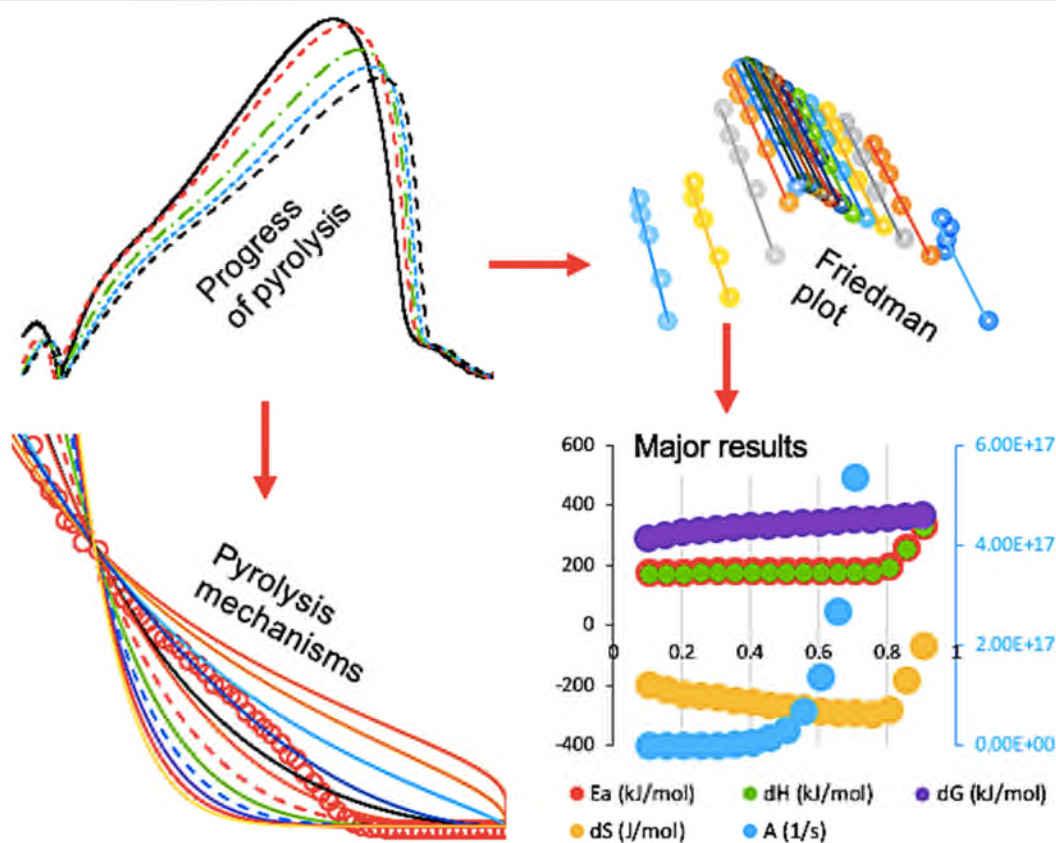 Progress
of pyrolysis
Friedman
plot
Pyrolysis
mechanisms
Major results
600
400
200
0
-200
-400
0
0.2
0.4
0.6
0.8
1
6.00E+17
4.00E+17
2.00E+17
0.00E+00
Ea (kJ/mol)
dH (kJ/mol)
dG (kJ/mol)
dS (J/mol)
A (1/s)